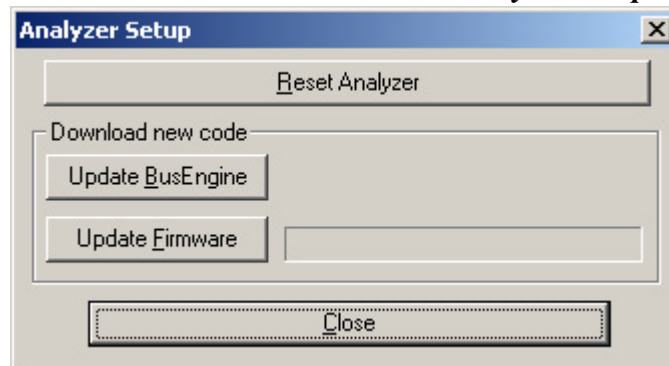 Analyzer Setup
Reset Analyzer
Download new code
Update BusEngine
Update Firmware
Close